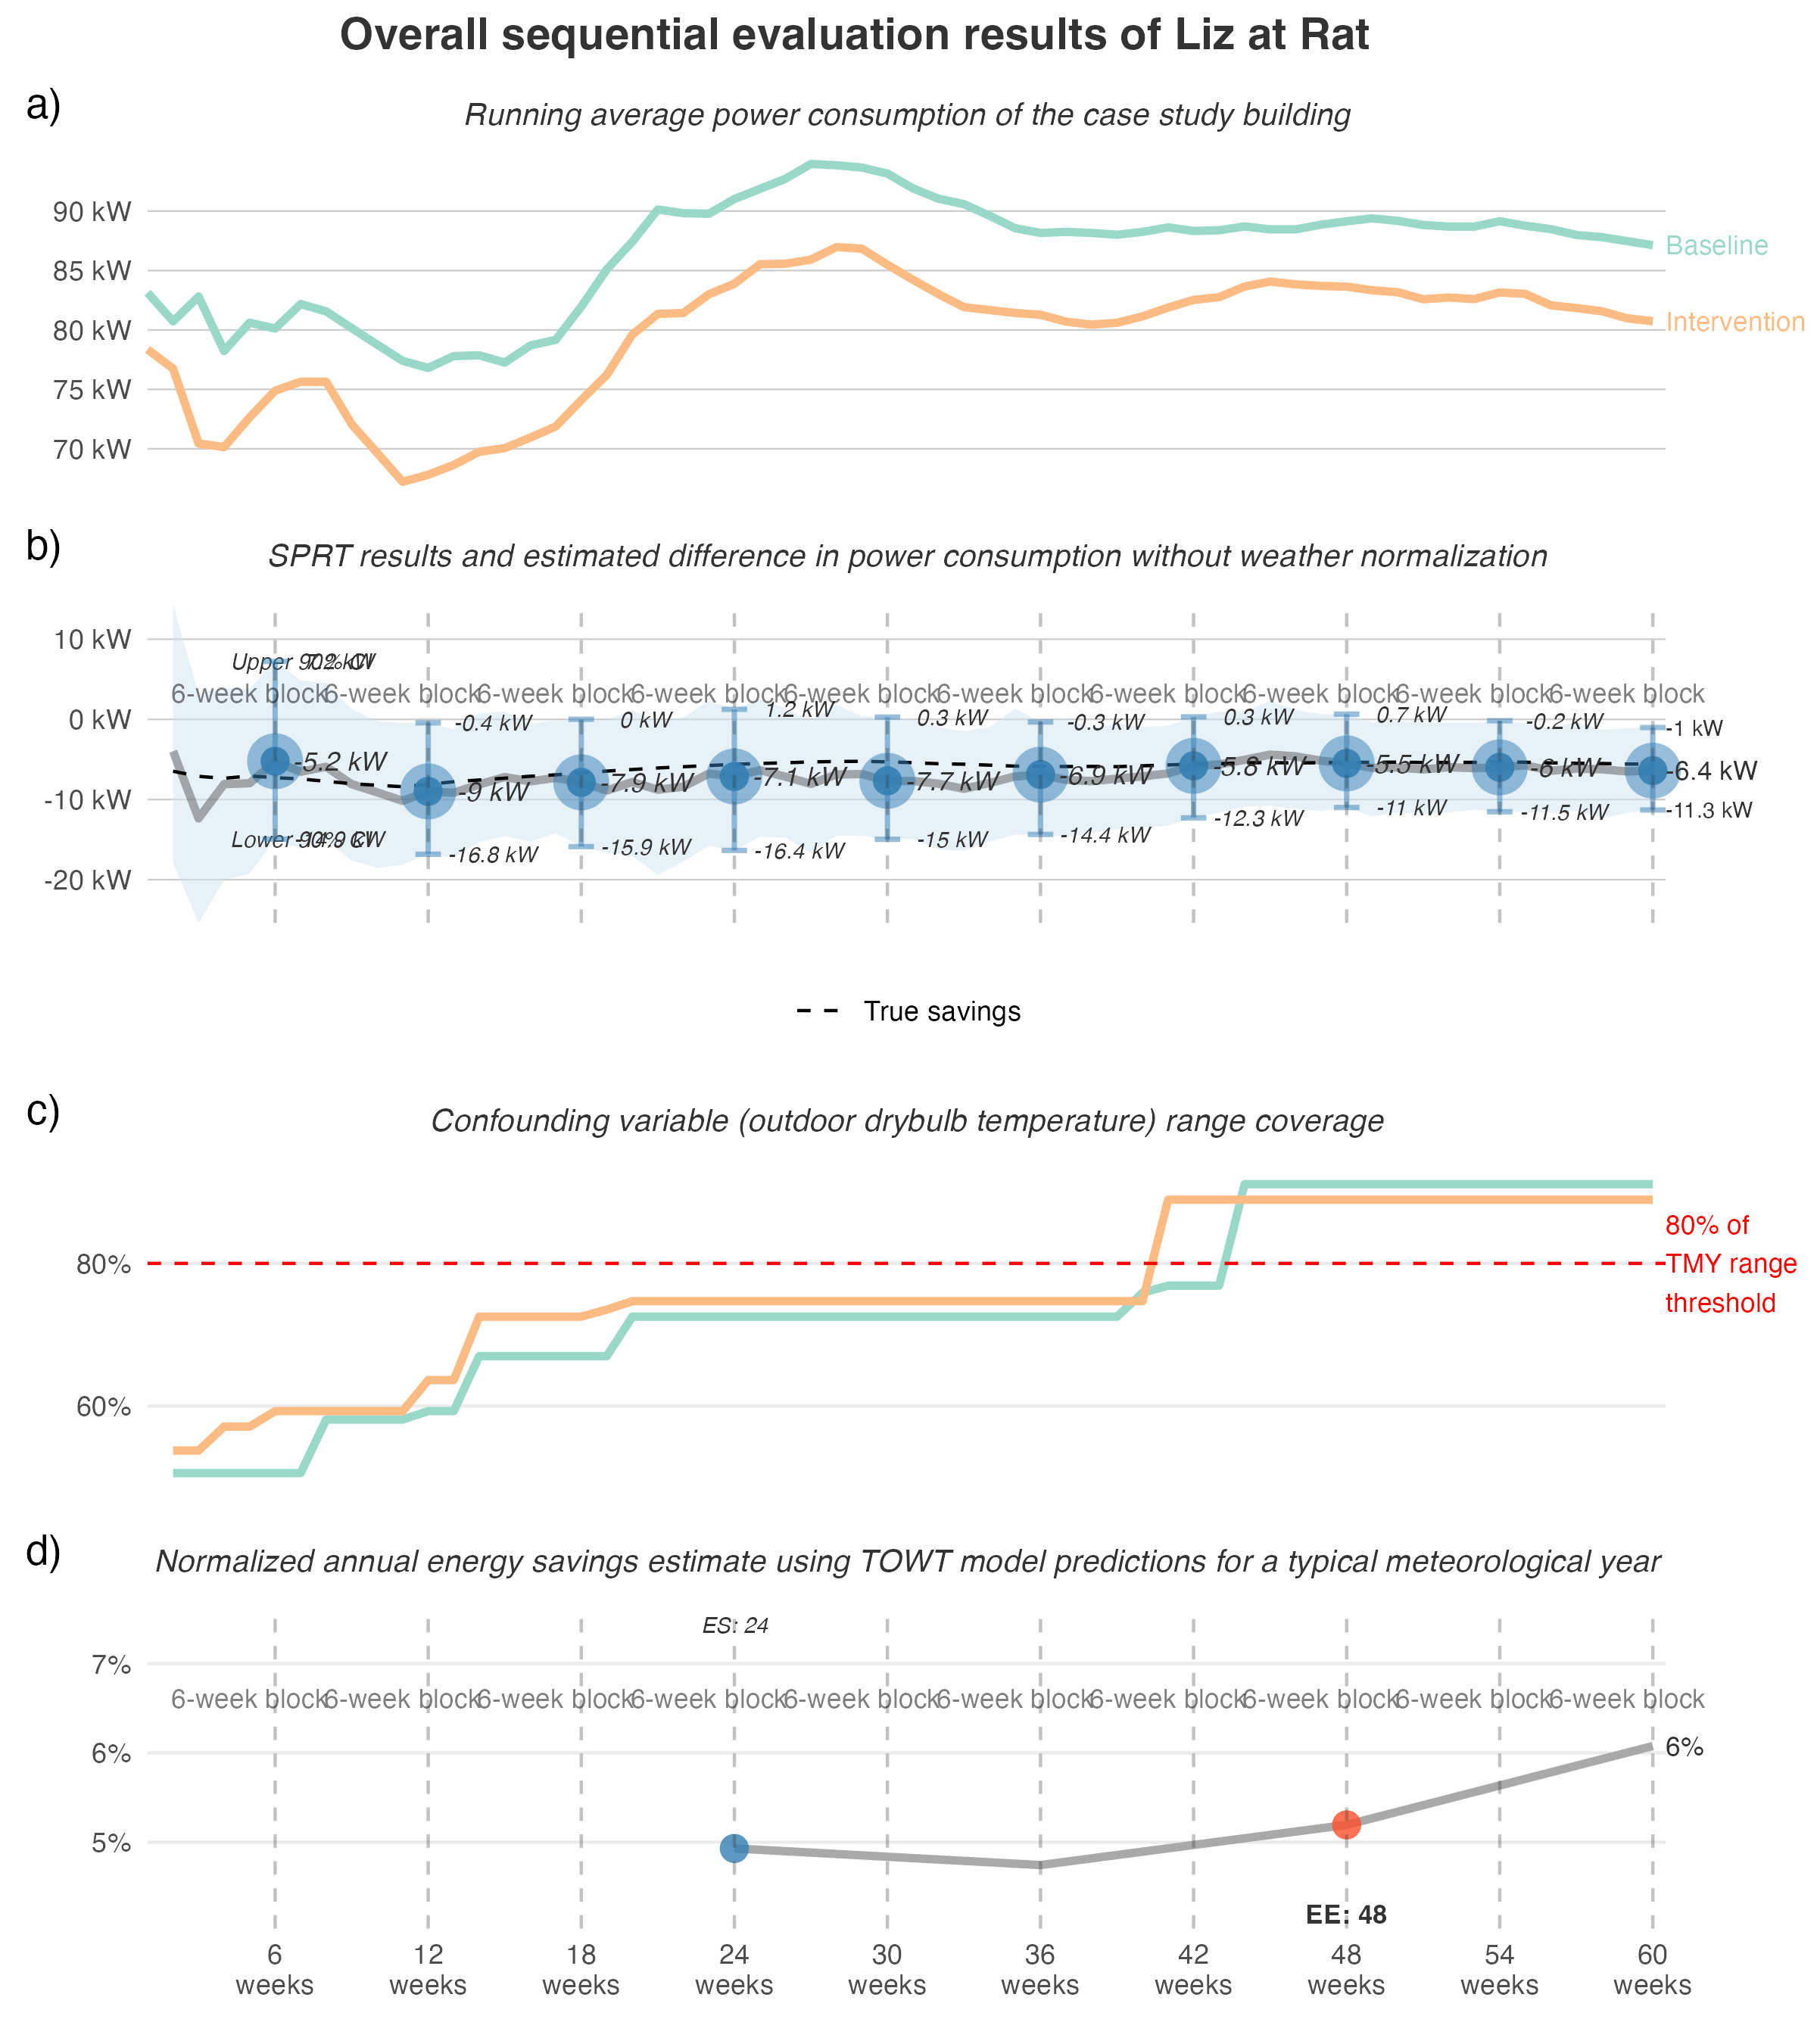 Overall sequential evaluation results of Liz at Rat
a)
Running average power consumption of the case study building
90 kW
85 kW
80 kW
75 kW
70 kW
Baseline
Intervention
b)
SPRT results and estimated difference in power consumption without weather normalization
10 kW
0 kW
-10 kW
-20 kW
Upper 90% CI
7.2 kW
6-week block 6-week block 6-week block 6-week block 6-week block 6-week block 6-week block 6-week block 6-week block 6-week block
-0.4 kW 0 kW 1.2 kW 0.3 kW -0.3 kW 0.3 kW 0.7 kW -0.2 kW -1 kW
-5.2 kW -9 kW -7.9 kW -7.1 kW -7.7 kW -6.9 kW -5.8 kW -5.5 kW -6 kW -6.4 kW
Lower 90% CI
-14.9 kW
-16.8 kW -15.9 kW -16.4 kW -15 kW -14.4 kW -12.3 kW -11 kW -11.5 kW -11.3 kW
True savings
c)
Confounding variable (outdoor drybulb temperature) range coverage
80%
60%
80% of
TMY range
threshold
d)
Normalized annual energy savings estimate using TOWT model predictions for a typical meteorological year
ES: 24
7%
6%
5%
6-week block 6-week block 6-week block 6-week block 6-week block 6-week block 6-week block 6-week block 6-week block 6-week block
6%
EE: 48
6 12 18 24 30 36 42 48 54 60
weeks weeks weeks weeks weeks weeks weeks weeks weeks weeks